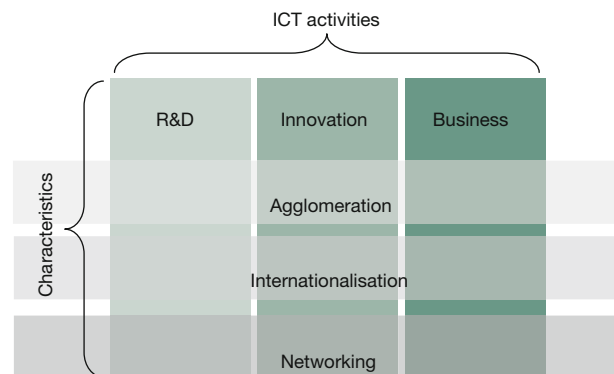 ICT activities
R&D
Innovation
Business
Characteristics
Agglomeration
Internationalisation
Networking